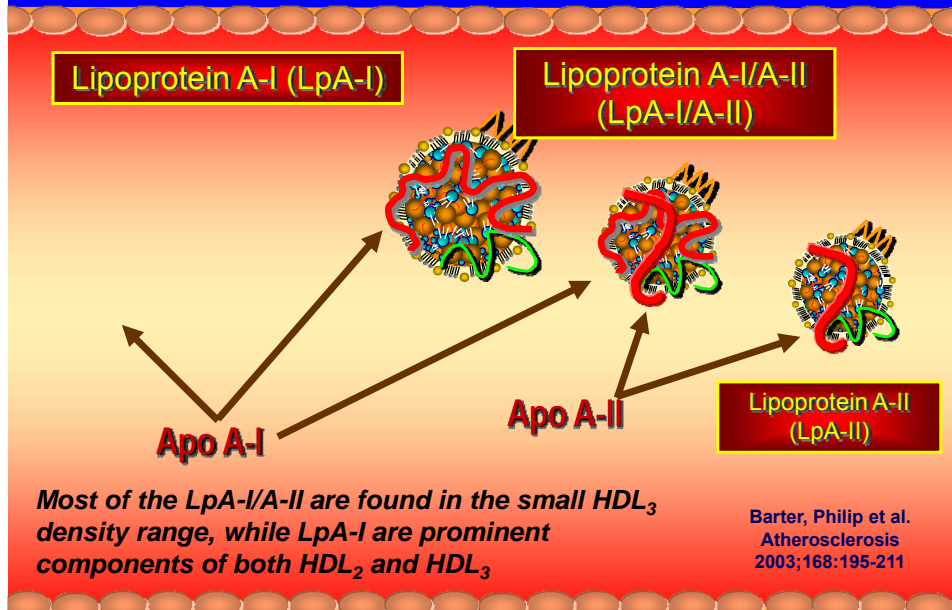 Lipoprotein A-I (LpA-I)
Lipoprotein A-I/A-II
(LpA-I/A-II)
Apo A-I
Apo A-II
Lipoprotein A-II
(LpA-II)
Most of the LpA-I/A-II are found in the small HDL₃
density range, while LpA-I are prominent
components of both HDL₂ and HDL₃
Barter, Philip et al.
Atherosclerosis
2003;168:195-211